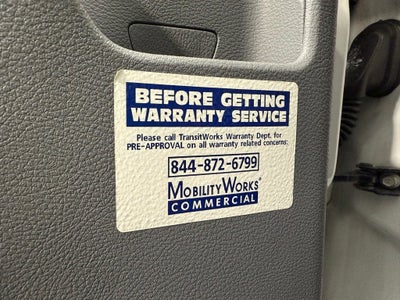 BEFORE GETTING
WARRANTY SERVICE
Please call TransitWorks Warranty Dept. for
PRE-APPROVAL on all warranty related concerns:
844-872-6799
MOBILITYWORKS®
COMMERCIAL